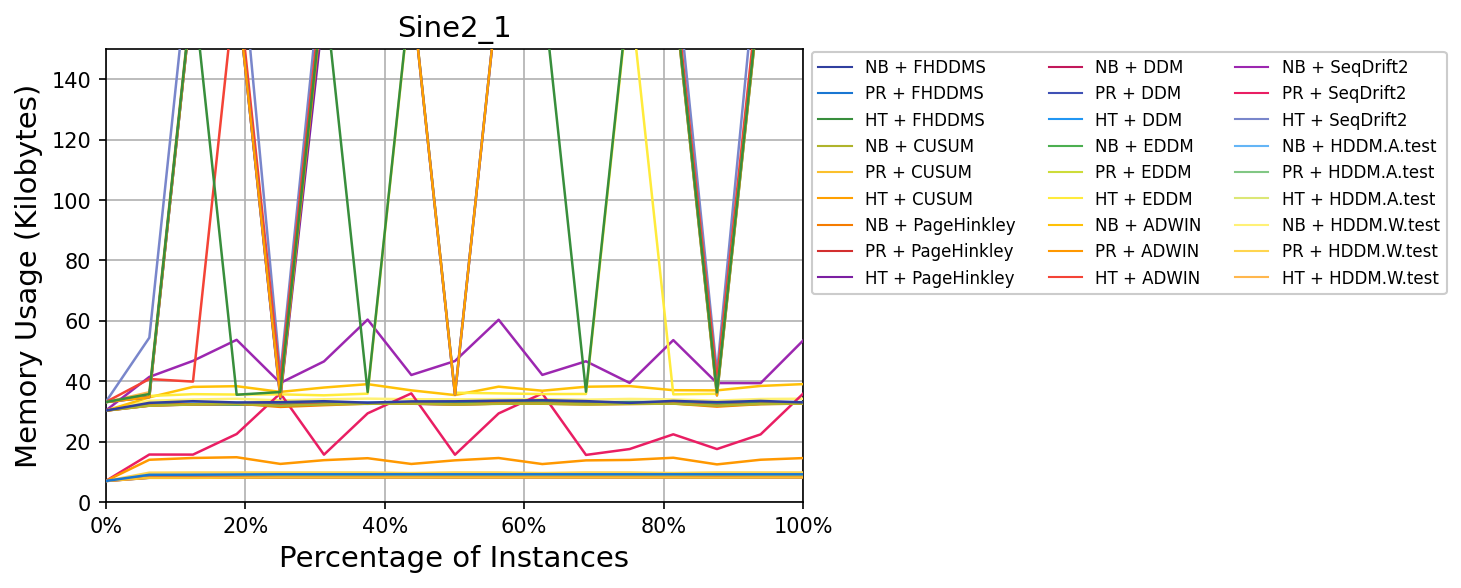 Sine2_1
Memory Usage (Kilobytes)
140
120
100
80
60
40
20
0
0%
20%
40%
60%
80%
100%
Percentage of Instances
NB + FHDDMS
PR + FHDDMS
HT + FHDDMS
NB + CUSUM
PR + CUSUM
HT + CUSUM
NB + PageHinkley
PR + PageHinkley
HT + PageHinkley
NB + DDM
PR + DDM
HT + DDM
NB + EDDM
PR + EDDM
HT + EDDM
NB + ADWIN
PR + ADWIN
HT + ADWIN
NB + SeqDrift2
PR + SeqDrift2
HT + SeqDrift2
NB + HDDM.A.test
PR + HDDM.A.test
HT + HDDM.A.test
NB + HDDM.W.test
PR + HDDM.W.test
HT + HDDM.W.test